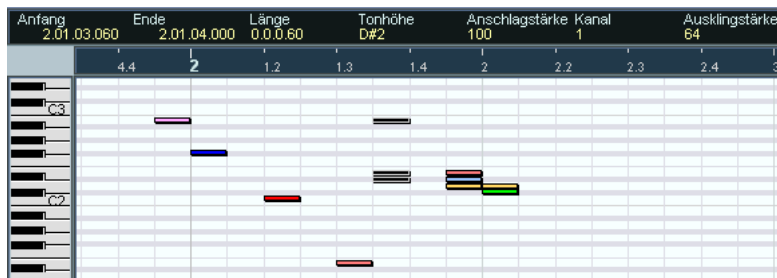 Anfang Ende Länge Tonhöhe Anschlagstärke Kanal Ausklingstärke
2.01.03.060 2.01.04.000 0.0.0.60 D#2 100 1 64
4.4 2 1.2 1.3 1.4 2 2.2 2.3 2.4 3
C3
C2